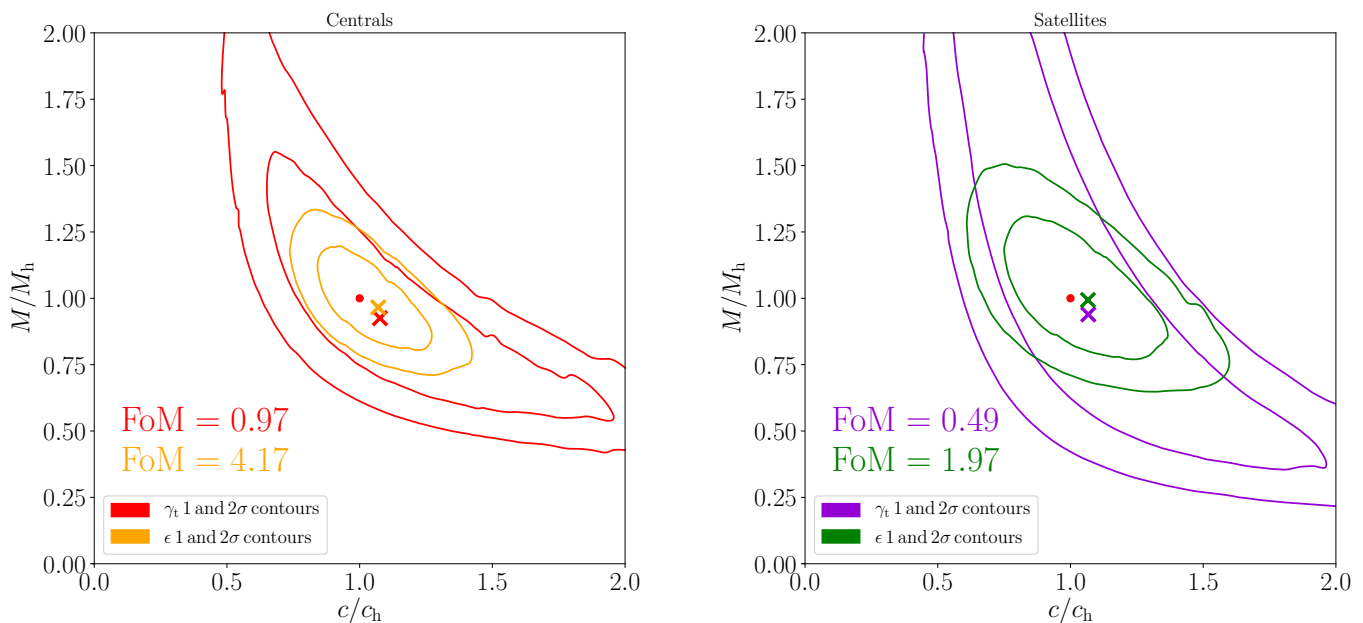 Centrals
2.00
1.75
1.50
1.25
1.00
0.75
0.50
0.25
0.00
M/M_h
FoM = 0.97
FoM = 4.17
γ_t 1 and 2σ contours
ϵ 1 and 2σ contours
0.0 0.5 1.0 1.5 2.0
c/c_h
Satellites
2.00
1.75
1.50
1.25
1.00
0.75
0.50
0.25
0.00
M/M_h
FoM = 0.49
FoM = 1.97
γ_t 1 and 2σ contours
ϵ 1 and 2σ contours
0.0 0.5 1.0 1.5 2.0
c/c_h